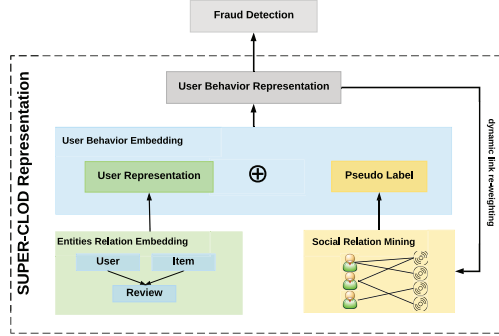 Fraud Detection
User Behavior Representation
SUPER-CLOD Representation
User Behavior Embedding
User Representation
⊕
Pseudo Label
dynamic link re-weighting
Entities Relation Embedding
User
Item
Review
Social Relation Mining